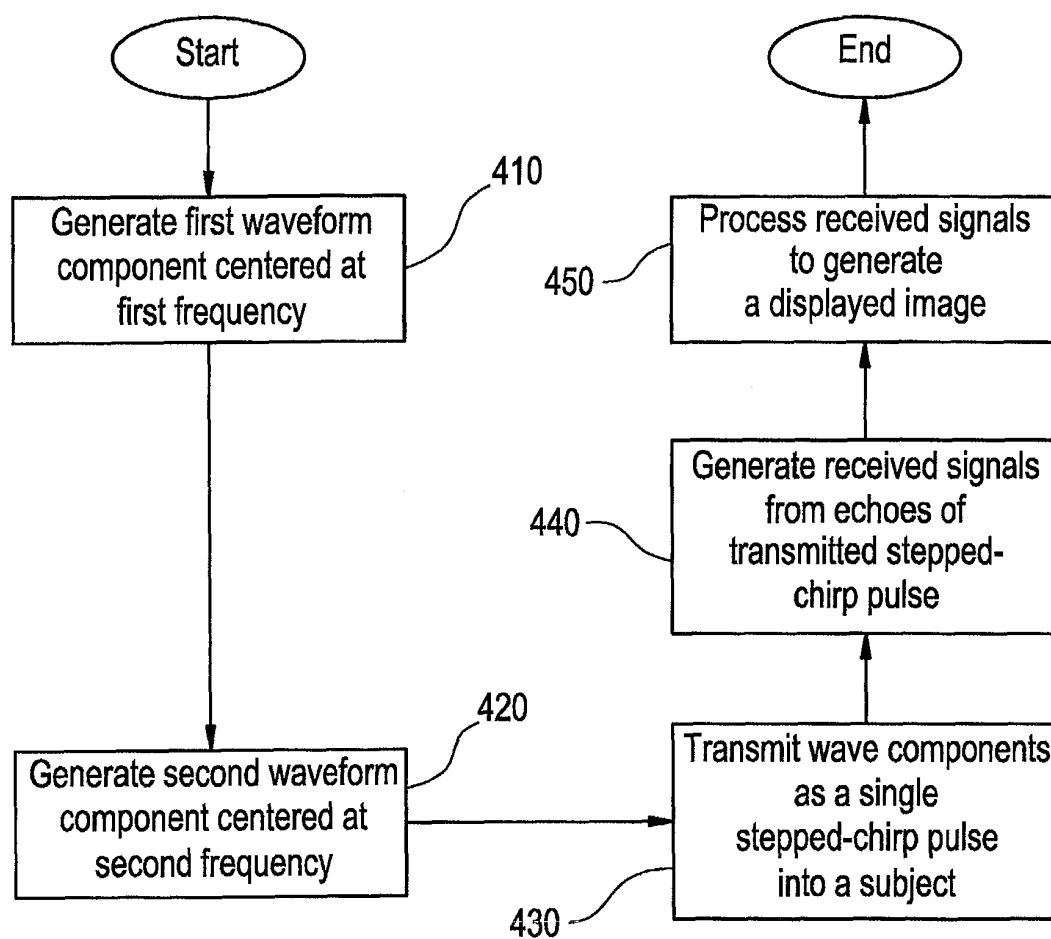 Start
410
Generate first waveform
component centered at
first frequency
420
Generate second waveform
component centered at
second frequency
Transmit wave components
as a single
stepped-chirp pulse
into a subject
430
Generate received signals
from echoes of
transmitted stepped-
chirp pulse
440
Process received signals
to generate
a displayed image
450
End